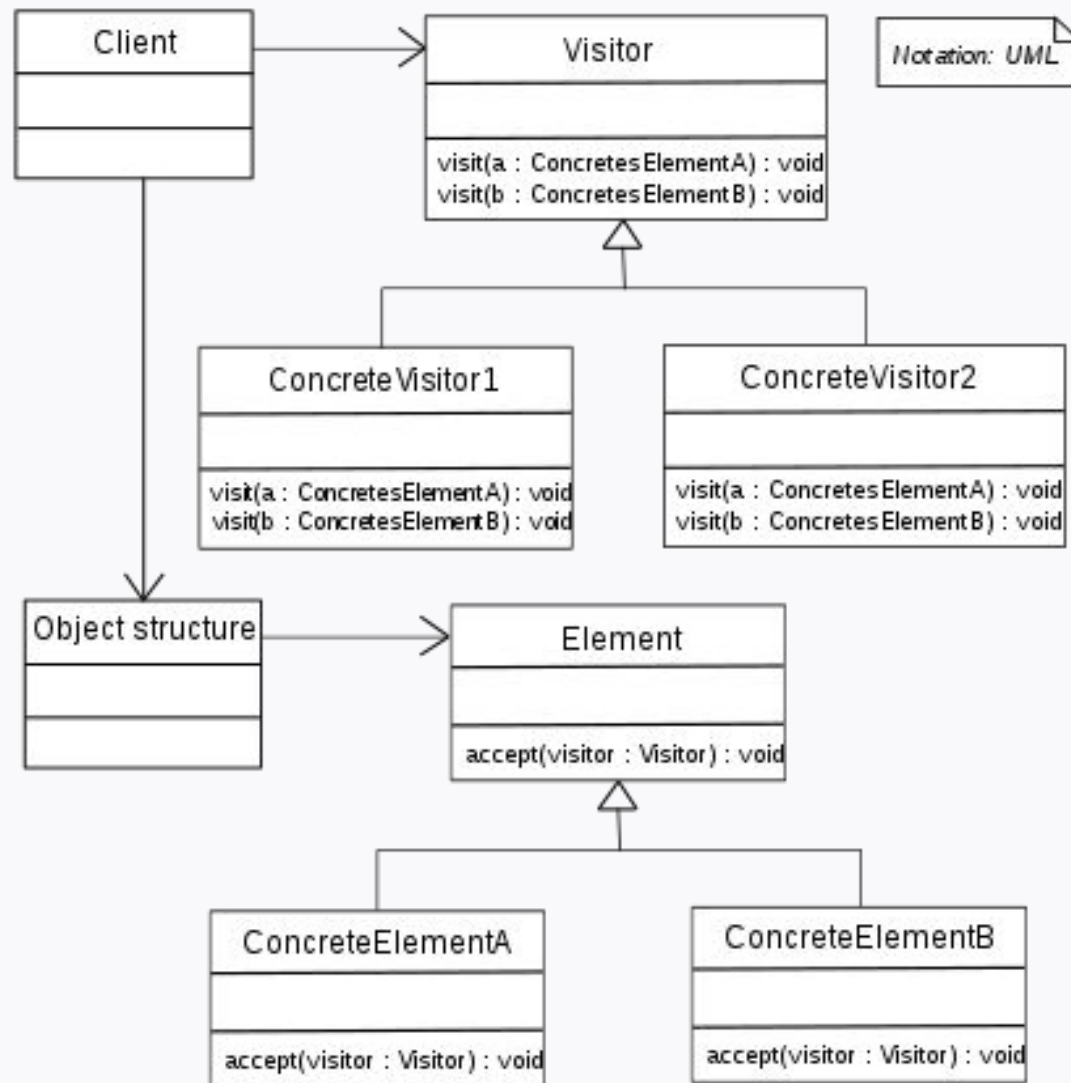 Client
Visitor
Notation: UML
visit(a : ConcretesElementA) : void
visit(b : ConcretesElementB) : void
ConcreteVisitor1
ConcreteVisitor2
visit(a : ConcretesElementA) : void
visit(b : ConcretesElementB) : void
visit(a : ConcretesElementA) : void
visit(b : ConcretesElementB) : void
Object structure
Element
accept(visitor : Visitor) : void
ConcreteElementA
ConcreteElementB
accept(visitor : Visitor) : void
accept(visitor : Visitor) : void